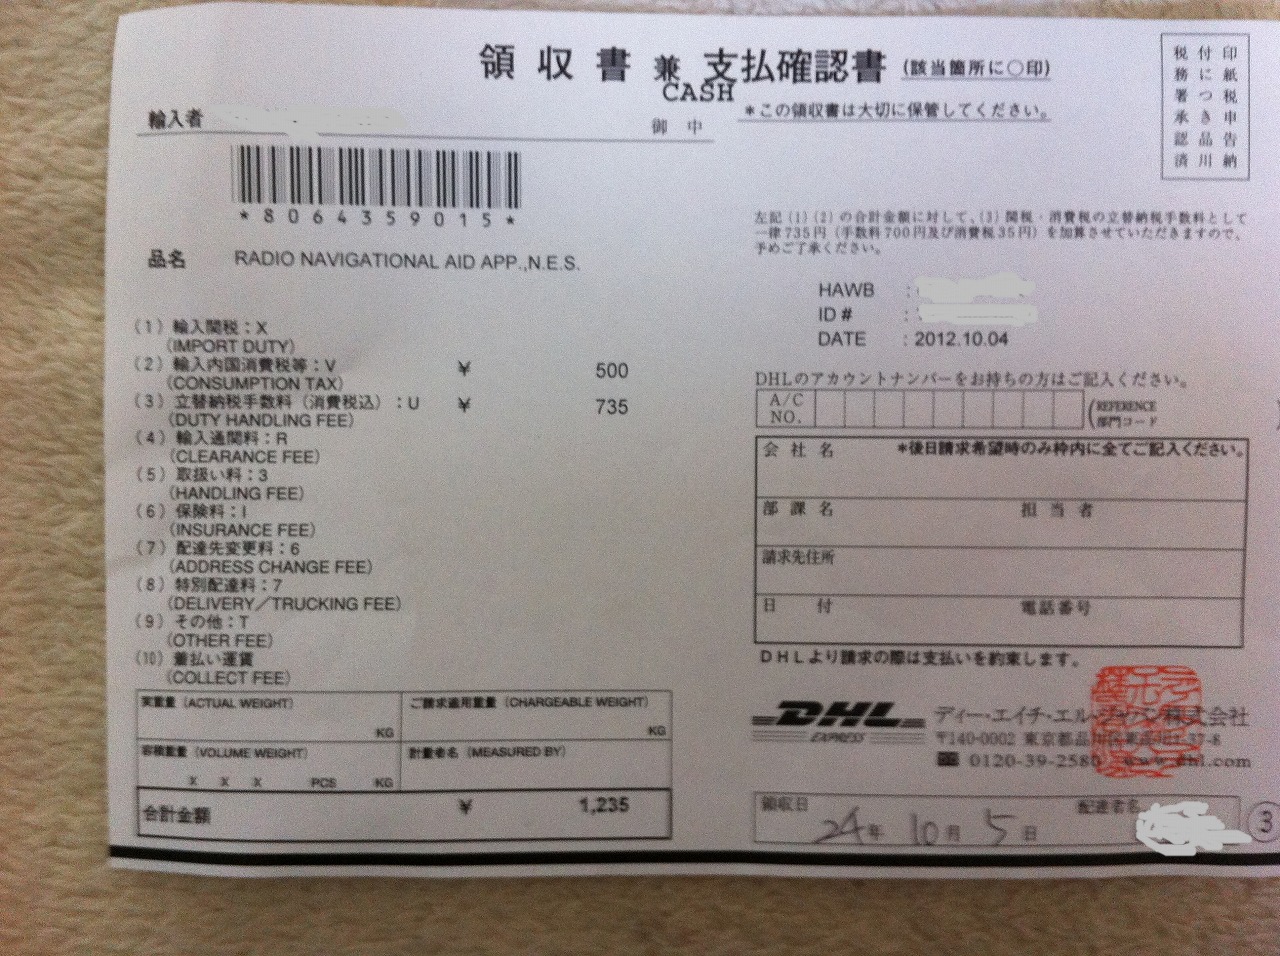 領収書 兼 支払確認書 (該当箇所に○印)
CASH
*この領収書は大切に保管してください。
印紙税申告納
付につき品川
税務署承認済
輸入者
御中
*8064359015*
品名 RADIO NAVIGATIONAL AID APP.,N.E.S.
左記(1)(2)の合計金額に対して、(3)関税・消費税の立替納税手数料として
一律735円(手数料700円及び消費税35円)を加算させていただきますので、
予めご了承ください。
HAWB :
ID # :
DATE : 2012.10.04
(1) 輸入関税:X
(IMPORT DUTY)
(2) 輸入内国消費税等:V ¥ 500
(CONSUMPTION TAX)
(3) 立替納税手数料(消費税込):U ¥ 735
(DUTY HANDLING FEE)
(4) 輸入通関料:R
(CLEARANCE FEE)
(5) 取扱い料:3
(HANDLING FEE)
(6) 保険料:I
(INSURANCE FEE)
(7) 配達先変更料:6
(ADDRESS CHANGE FEE)
(8) 特別配達料:7
(DELIVERY/TRUCKING FEE)
(9) その他:T
(OTHER FEE)
(10) 着払い運賃
(COLLECT FEE)
DHLのアカウントナンバーをお持ちの方はご記入ください。
A/C NO.
(REFERENCE 部門コード )
会社名 *後日請求希望時のみ枠内に全てご記入ください。
部課名 担当者
請求先住所
日付 電話番号
DHLより請求の際は支払いを約束します。
実重量 (ACTUAL WEIGHT) KG
ご請求適用重量 (CHARGEABLE WEIGHT) KG
容積重量 (VOLUME WEIGHT)
X X X PCS KG
計量者名 (MEASURED BY)
合計金額 ¥ 1,235
DHL EXPRESS
ディー・エイチ・エル・ジャパン株式会社
〒140-0002 東京都品川区東品川1-37-8
0120-39-2580 www.dhl.com
領収日 24年 10月 5日
配達者名
③